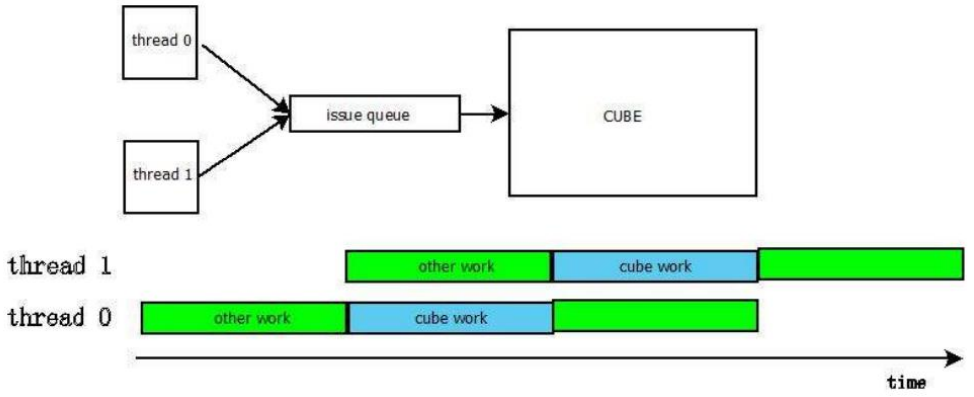 thread 0
issue queue
CUBE
thread 1
thread 1
other work
cube work
thread 0
other work
cube work
time